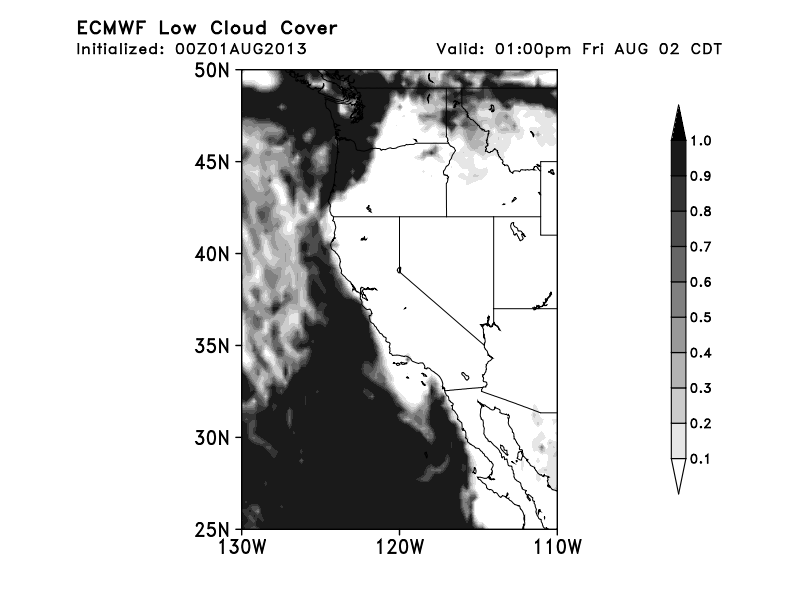 ECMWF Low Cloud Cover
Initialized: 00Z01AUG2013 Valid: 01:00pm Fri AUG 02 CDT
50N
45N
40N
35N
30N
25N
130W 120W 110W
1.0
0.9
0.8
0.7
0.6
0.5
0.4
0.3
0.2
0.1